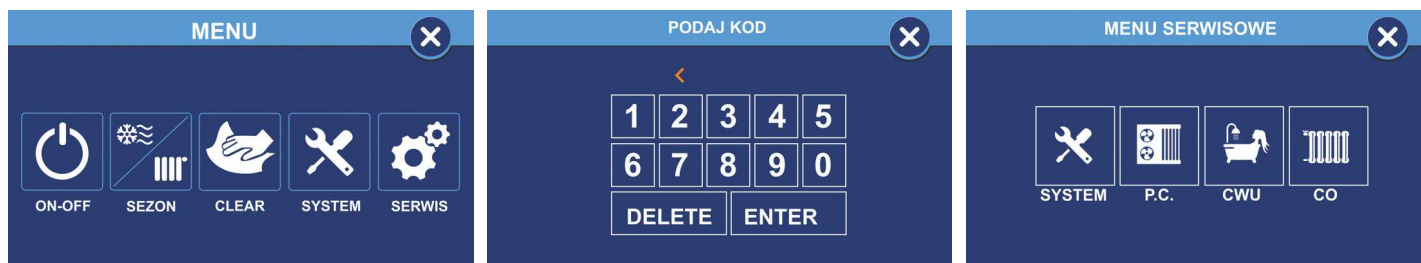 MENU
ON-OFF SEZON CLEAR SYSTEM SERWIS
PODAJ KOD
<
1 2 3 4 5
6 7 8 9 0
DELETE ENTER
MENU SERWISOWE
SYSTEM P.C. CWU CO